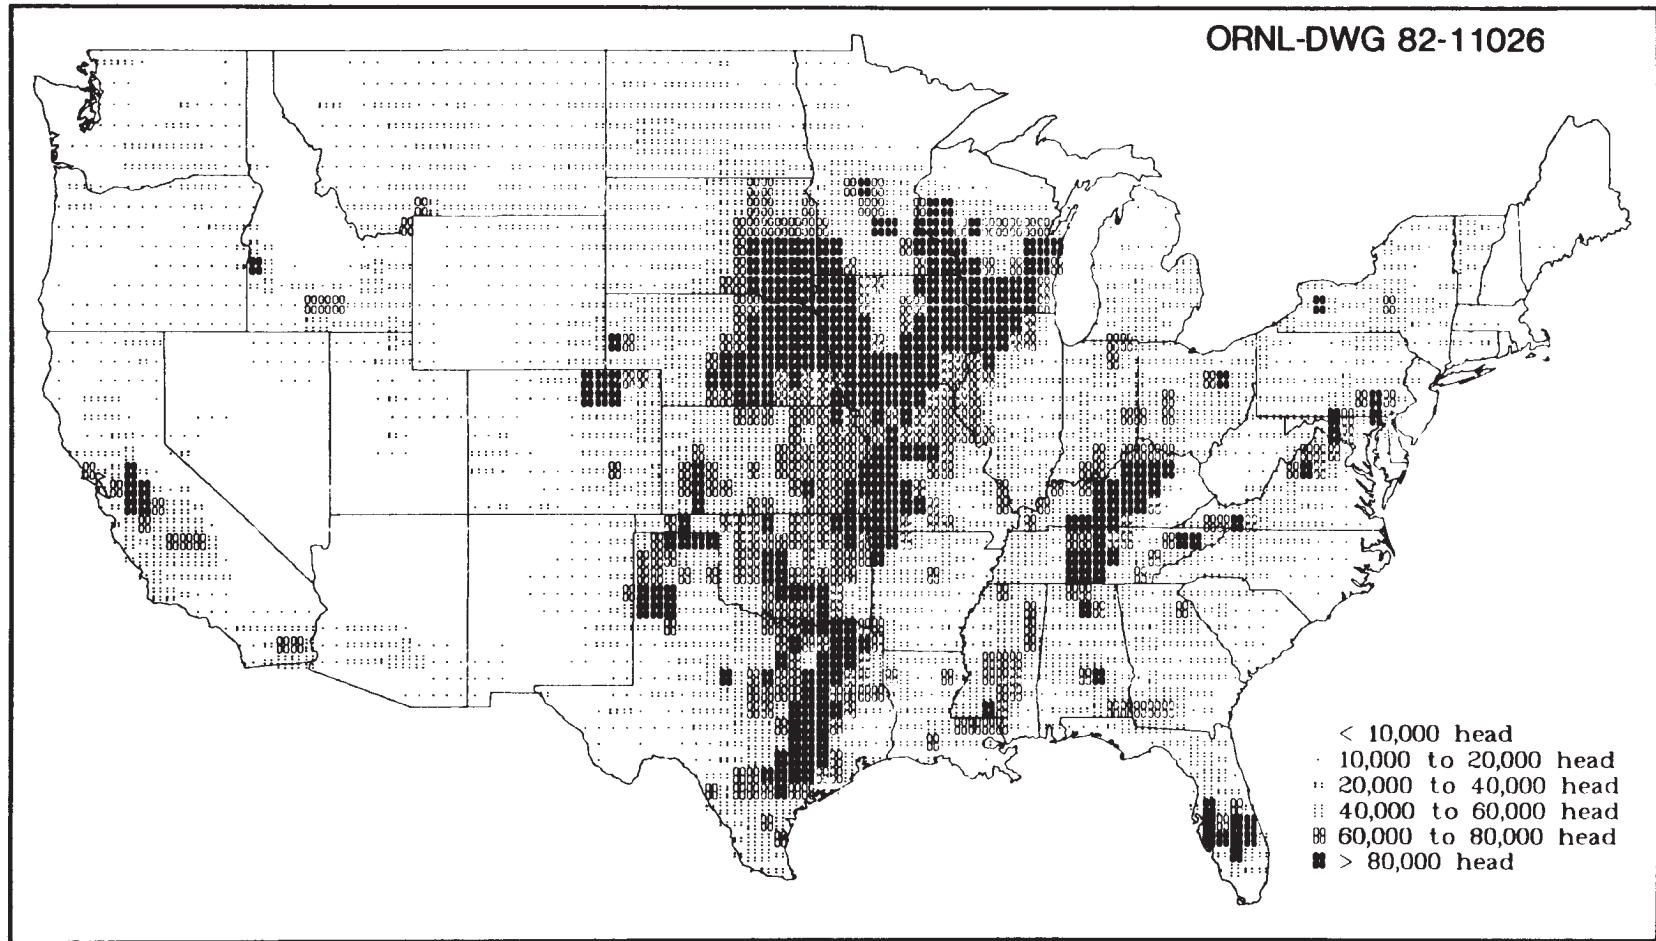 ORNL-DWG 82-11026
< 10,000 head
10,000 to 20,000 head
20,000 to 40,000 head
40,000 to 60,000 head
60,000 to 80,000 head
> 80,000 head